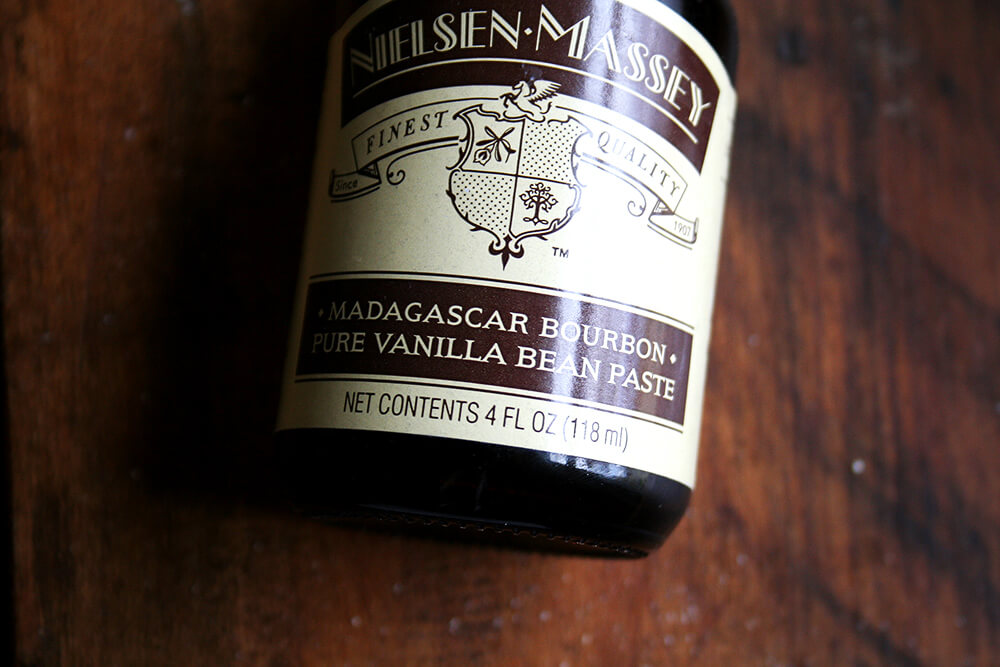 NIELSEN·MASSEY
FINEST QUALITY
Since 1907
TM
• MADAGASCAR BOURBON •
PURE VANILLA BEAN PASTE
NET CONTENTS 4 FL OZ (118 ml)